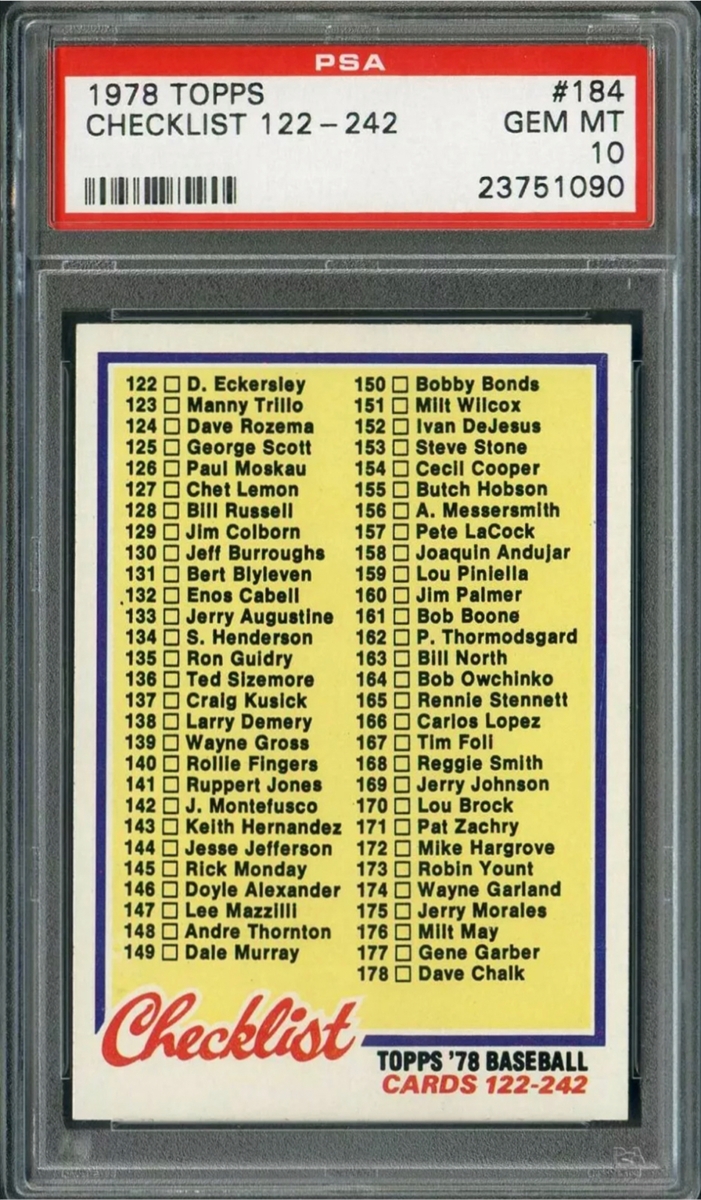 PSA
1978 TOPPS #184
CHECKLIST 122-242 GEM MT
10
23751090
122 D. Eckersley
123 Manny Trillo
124 Dave Rozema
125 George Scott
126 Paul Moskau
127 Chet Lemon
128 Bill Russell
129 Jim Colborn
130 Jeff Burroughs
131 Bert Blyleven
132 Enos Cabell
133 Jerry Augustine
134 S. Henderson
135 Ron Guidry
136 Ted Sizemore
137 Craig Kusick
138 Larry Demery
139 Wayne Gross
140 Rollie Fingers
141 Ruppert Jones
142 J. Montefusco
143 Keith Hernandez
144 Jesse Jefferson
145 Rick Monday
146 Doyle Alexander
147 Lee Mazzilli
148 Andre Thornton
149 Dale Murray
150 Bobby Bonds
151 Milt Wilcox
152 Ivan DeJesus
153 Steve Stone
154 Cecil Cooper
155 Butch Hobson
156 A. Messersmith
157 Pete LaCock
158 Joaquin Andujar
159 Lou Piniella
160 Jim Palmer
161 Bob Boone
162 P. Thormodsgard
163 Bill North
164 Bob Owchinko
165 Rennie Stennett
166 Carlos Lopez
167 Tim Foli
168 Reggie Smith
169 Jerry Johnson
170 Lou Brock
171 Pat Zachry
172 Mike Hargrove
173 Robin Yount
174 Wayne Garland
175 Jerry Morales
176 Milt May
177 Gene Garber
178 Dave Chalk
Checklist
TOPPS '78 BASEBALL
CARDS 122-242